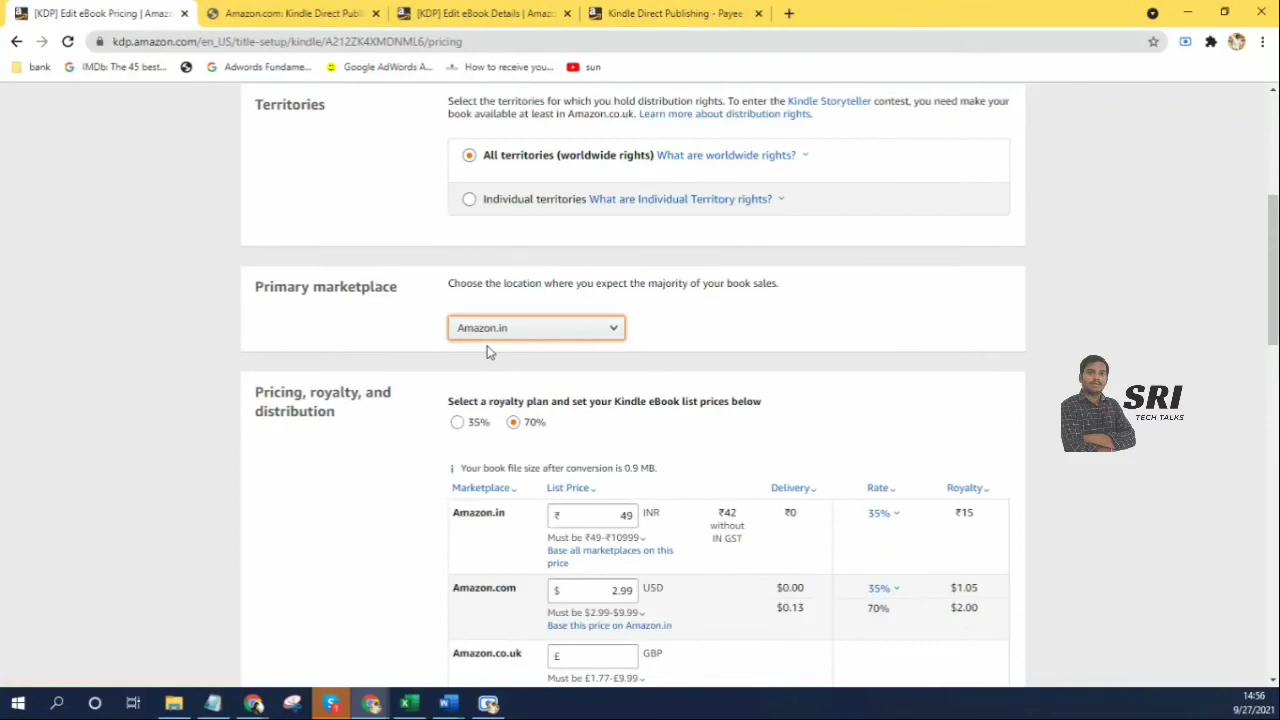 [KDP] Edit eBook Pricing | Amaz
Amazon.com: Kindle Direct Publ
[KDP] Edit eBook Details | Amazo
Kindle Direct Publishing - Payee
kdp.amazon.com/en_US/title-setup/kindle/A212ZK4XMDNML6/pricing
bank
IMDb: The 45 best...
Adwords Fundame...
Google AdWords A...
How to receive you...
sun
Territories
Select the territories for which you hold distribution rights. To enter the Kindle Storyteller contest, you need make your
book available at least in Amazon.co.uk. Learn more about distribution rights.
All territories (worldwide rights) What are worldwide rights?
Individual territories What are Individual Territory rights?
Primary marketplace
Choose the location where you expect the majority of your book sales.
Amazon.in
Pricing, royalty, and
distribution
Select a royalty plan and set your Kindle eBook list prices below
35% 70%
SRI
TECH TALKS
i Your book file size after conversion is 0.9 MB.
Marketplace List Price Delivery Rate Royalty
Amazon.in ₹ 49 INR ₹42 ₹0 35% ₹15
without
IN GST
Must be ₹49-₹10999
Base all marketplaces on this
price
Amazon.com $ 2.99 USD $0.00 35% $1.05
$0.13 70% $2.00
Must be $2.99-$9.99
Base this price on Amazon.in
Amazon.co.uk £ GBP
Must be £1.77-£9.99
14:56
9/27/2021